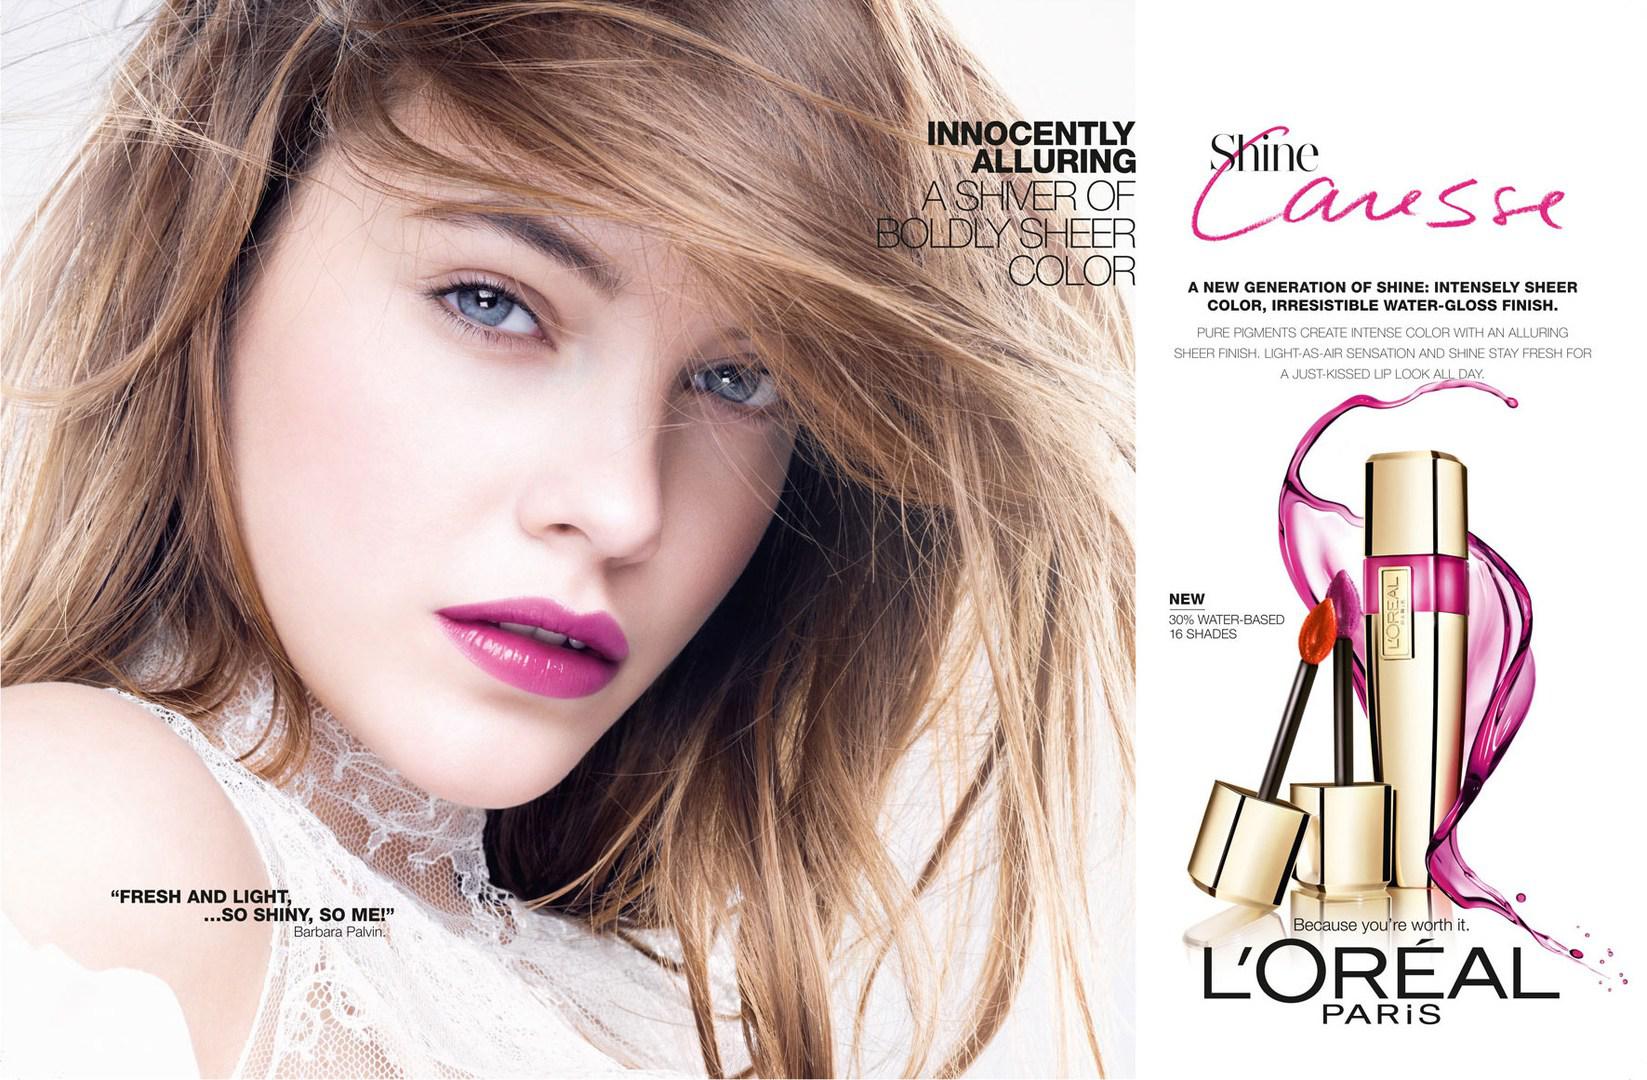 INNOCENTLY
ALLURING
A SHIVER OF
BOLDLY SHEER
COLOR
"FRESH AND LIGHT,
...SO SHINY, SO ME!"
Barbara Palvin.
Shine
Caresse
A NEW GENERATION OF SHINE: INTENSELY SHEER
COLOR, IRRESISTIBLE WATER-GLOSS FINISH.
PURE PIGMENTS CREATE INTENSE COLOR WITH AN ALLURING
SHEER FINISH. LIGHT-AS-AIR SENSATION AND SHINE STAY FRESH FOR
A JUST-KISSED LIP LOOK ALL DAY.
NEW
30% WATER-BASED
16 SHADES
L'ORÉAL
PARIS
Because you're worth it.
L'ORÉAL
PARiS